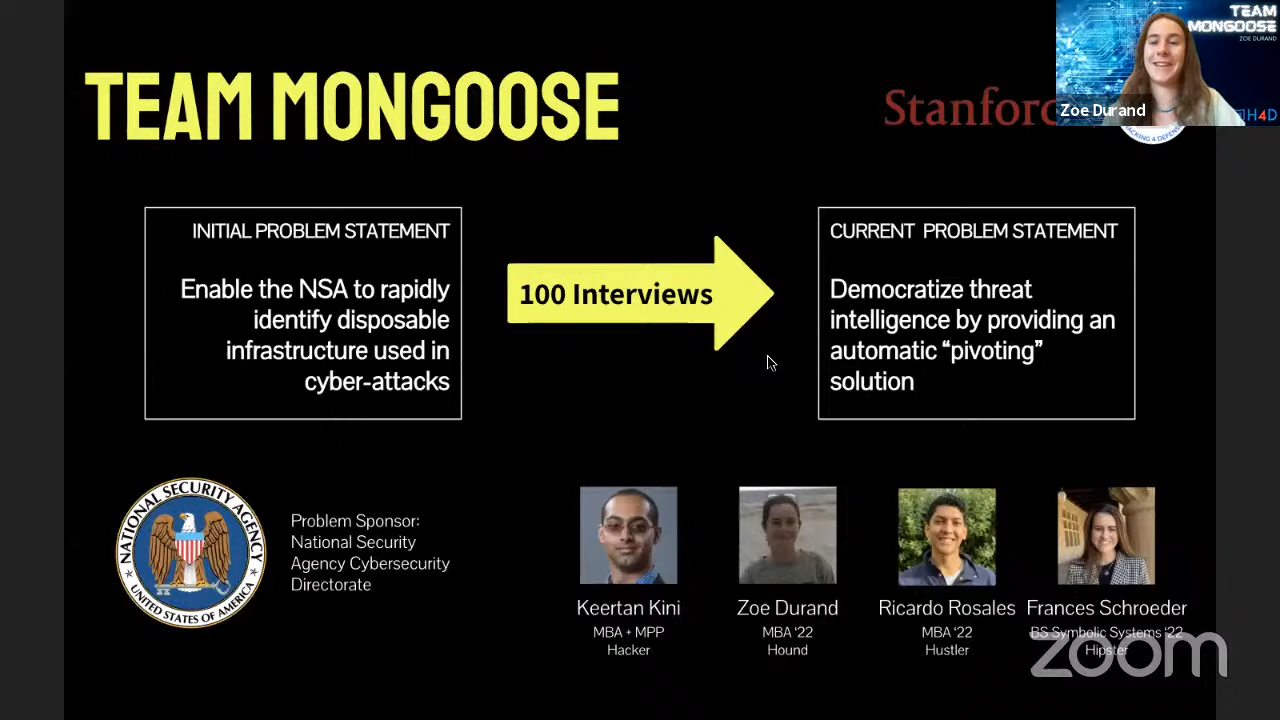 TEAM MONGOOSE
Stanford
TEAM
MONGOOSE
ZOE DURAND
Zoe Durand
H4D
HACKING 4 DEFENSE
INITIAL PROBLEM STATEMENT
Enable the NSA to rapidly
identify disposable
infrastructure used in
cyber-attacks
100 Interviews
CURRENT PROBLEM STATEMENT
Democratize threat
intelligence by providing an
automatic “pivoting”
solution
NATIONAL SECURITY AGENCY
UNITED STATES OF AMERICA
Problem Sponsor:
National Security
Agency Cybersecurity
Directorate
Keertan Kini
MBA + MPP
Hacker
Zoe Durand
MBA ‘22
Hound
Ricardo Rosales
MBA ‘22
Hustler
Frances Schroeder
BS Symbolic Systems ‘22
Hipster
zoom